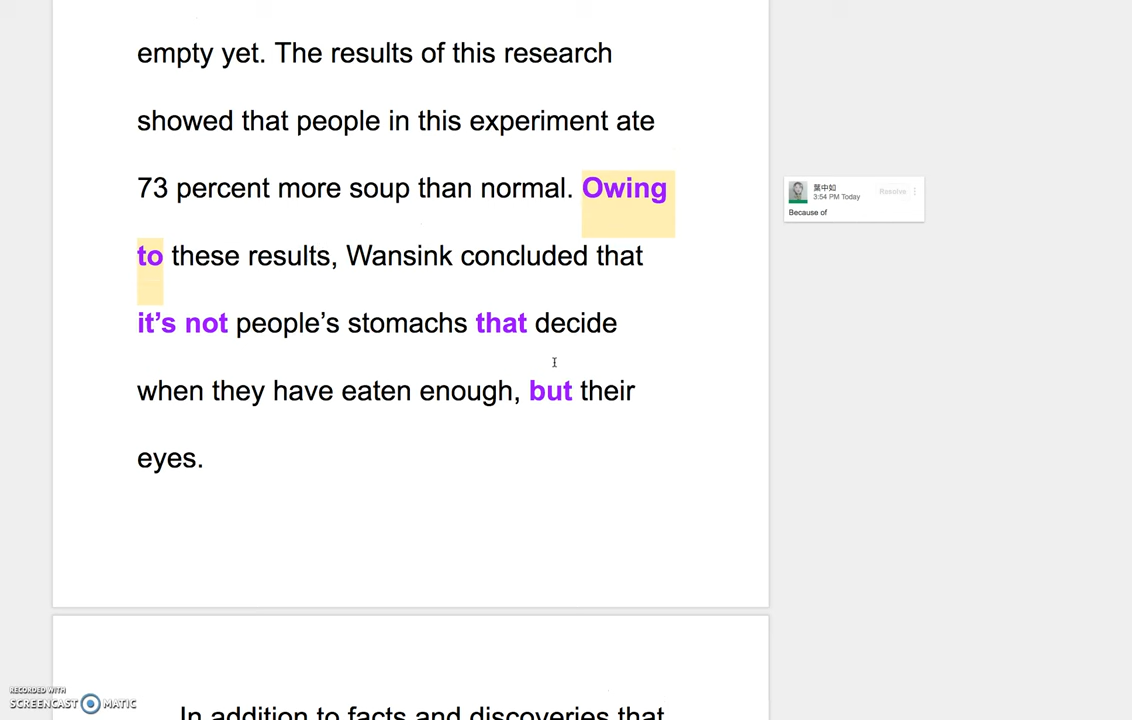 empty yet. The results of this research
showed that people in this experiment ate
73 percent more soup than normal. Owing
to these results, Wansink concluded that
it’s not people’s stomachs that decide
when they have eaten enough, but their
eyes.
In addition to facts and discoveries that
葉中如
3:54 PM Today
Resolve
Because of
RECORDED WITH
SCREENCAST MATIC